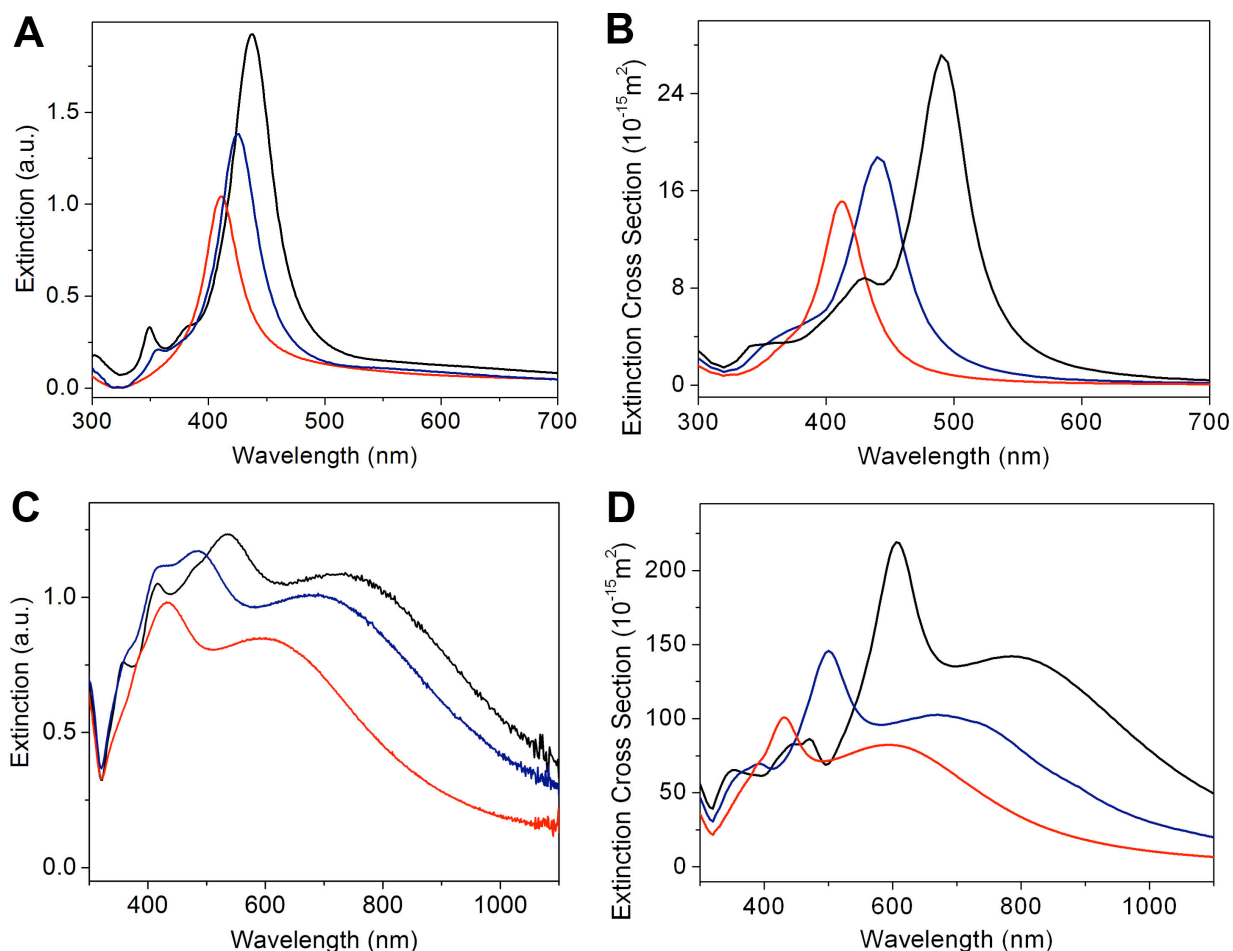 A
Extinction (a.u.)
1.5
1.0
0.5
0.0
300 400 500 600 700
Wavelength (nm)
B
Extinction Cross Section (10⁻¹⁵m²)
24
16
8
0
300 400 500 600 700
Wavelength (nm)
C
Extinction (a.u.)
1.0
0.5
0.0
400 600 800 1000
Wavelength (nm)
D
Extinction Cross Section (10⁻¹⁵m²)
200
150
100
50
0
400 600 800 1000
Wavelength (nm)